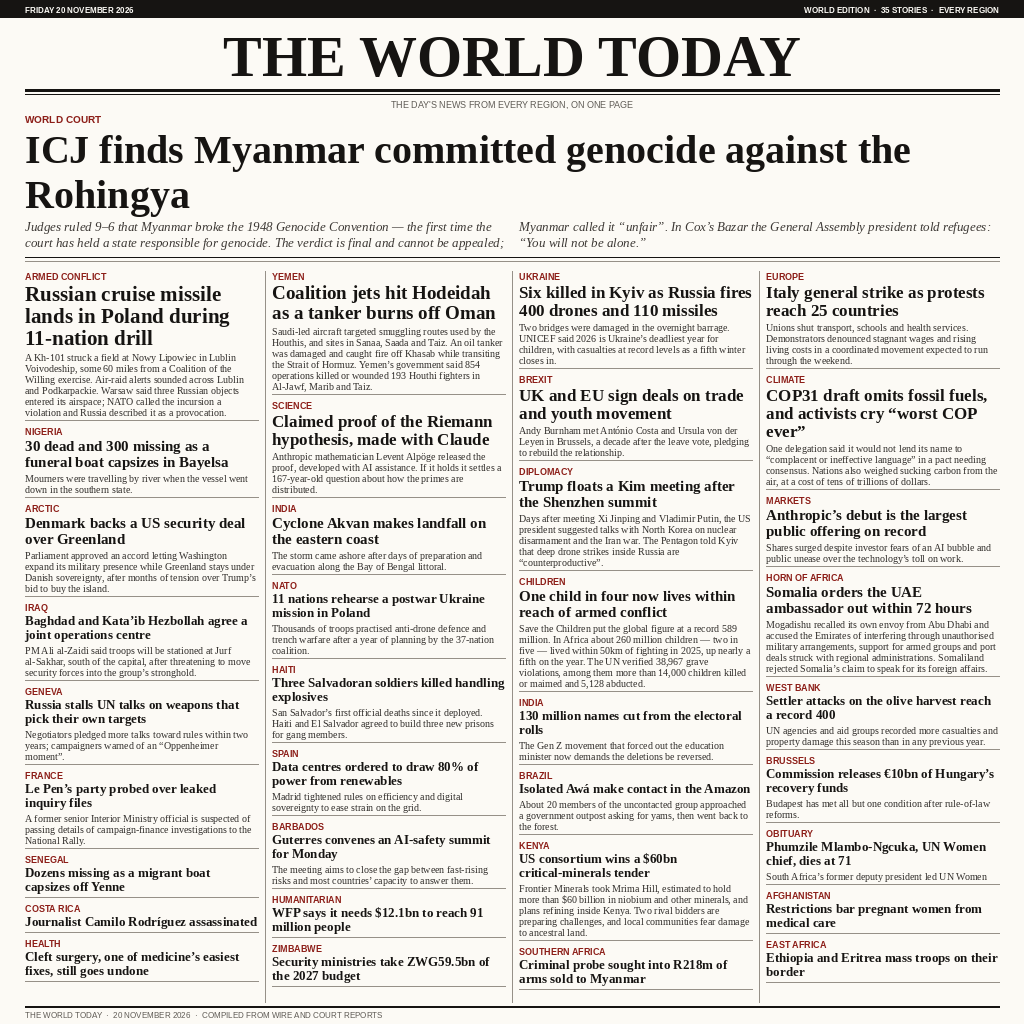 FRIDAY 20 NOVEMBER 2026
WORLD EDITION · 35 STORIES · EVERY REGION
THE WORLD TODAY
THE DAY'S NEWS FROM EVERY REGION, ON ONE PAGE
WORLD COURT
ICJ finds Myanmar committed genocide against the
Rohingya
Judges ruled 9–6 that Myanmar broke the 1948 Genocide Convention — the first time the
court has held a state responsible for genocide. The verdict is final and cannot be appealed;
Myanmar called it “unfair”. In Cox’s Bazar the General Assembly president told refugees:
“You will not be alone.”
ARMED CONFLICT
Russian cruise missile
lands in Poland during
11-nation drill
A Kh-101 struck a field at Nowy Lipowiec in Lublin
Voivodeship, some 60 miles from a Coalition of the
Willing exercise. Air-raid alerts sounded across Lublin
and Podkarpackie. Warsaw said three Russian objects
entered its airspace; NATO called the incursion a
violation and Russia described it as a provocation.
NIGERIA
30 dead and 300 missing as a
funeral boat capsizes in Bayelsa
Mourners were travelling by river when the vessel went
down in the southern state.
ARCTIC
Denmark backs a US security deal
over Greenland
Parliament approved an accord letting Washington
expand its military presence while Greenland stays under
Danish sovereignty, after months of tension over Trump’s
bid to buy the island.
IRAQ
Baghdad and Kata’ib Hezbollah agree a
joint operations centre
PM Ali al-Zaidi said troops will be stationed at Jurf
al-Sakhar, south of the capital, after threatening to move
security forces into the group’s stronghold.
GENEVA
Russia stalls UN talks on weapons that
pick their own targets
Negotiators pledged more talks toward rules within two
years; campaigners warned of an “Oppenheimer
moment”.
FRANCE
Le Pen’s party probed over leaked
inquiry files
A former senior Interior Ministry official is suspected of
passing details of campaign-finance investigations to the
National Rally.
SENEGAL
Dozens missing as a migrant boat
capsizes off Yenne
COSTA RICA
Journalist Camilo Rodríguez assassinated
HEALTH
Cleft surgery, one of medicine’s easiest
fixes, still goes undone
YEMEN
Coalition jets hit Hodeidah
as a tanker burns off Oman
Saudi-led aircraft targeted smuggling routes used by the
Houthis, and sites in Sanaa, Saada and Taiz. An oil tanker
was damaged and caught fire off Khasab while transiting
the Strait of Hormuz. Yemen’s government said 854
operations killed or wounded 193 Houthi fighters in
Al-Jawf, Marib and Taiz.
SCIENCE
Claimed proof of the Riemann
hypothesis, made with Claude
Anthropic mathematician Levent Alpöge released the
proof, developed with AI assistance. If it holds it settles a
167-year-old question about how the primes are
distributed.
INDIA
Cyclone Akvan makes landfall on
the eastern coast
The storm came ashore after days of preparation and
evacuation along the Bay of Bengal littoral.
NATO
11 nations rehearse a postwar Ukraine
mission in Poland
Thousands of troops practised anti-drone defence and
trench warfare after a year of planning by the 37-nation
coalition.
HAITI
Three Salvadoran soldiers killed handling
explosives
San Salvador’s first official deaths since it deployed.
Haiti and El Salvador agreed to build three new prisons
for gang members.
SPAIN
Data centres ordered to draw 80% of
power from renewables
Madrid tightened rules on efficiency and digital
sovereignty to ease strain on the grid.
BARBADOS
Guterres convenes an AI-safety summit
for Monday
The meeting aims to close the gap between fast-rising
risks and most countries’ capacity to answer them.
HUMANITARIAN
WFP says it needs $12.1bn to reach 91
million people
ZIMBABWE
Security ministries take ZWG59.5bn of
the 2027 budget
UKRAINE
Six killed in Kyiv as Russia fires
400 drones and 110 missiles
Two bridges were damaged in the overnight barrage.
UNICEF said 2026 is Ukraine’s deadliest year for
children, with casualties at record levels as a fifth winter
closes in.
BREXIT
UK and EU sign deals on trade
and youth movement
Andy Burnham met António Costa and Ursula von der
Leyen in Brussels, a decade after the leave vote, pledging
to rebuild the relationship.
DIPLOMACY
Trump floats a Kim meeting after
the Shenzhen summit
Days after meeting Xi Jinping and Vladimir Putin, the US
president suggested talks with North Korea on nuclear
disarmament and the Iran war. The Pentagon told Kyiv
that deep drone strikes inside Russia are
“counterproductive”.
CHILDREN
One child in four now lives within
reach of armed conflict
Save the Children put the global figure at a record 589
million. In Africa about 260 million children — two in
five — lived within 50km of fighting in 2025, up nearly a
fifth on the year. The UN verified 38,967 grave
violations, among them more than 14,000 children killed
or maimed and 5,128 abducted.
INDIA
130 million names cut from the electoral
rolls
The Gen Z movement that forced out the education
minister now demands the deletions be reversed.
BRAZIL
Isolated Awá make contact in the Amazon
About 20 members of the uncontacted group approached
a government outpost asking for yams, then went back to
the forest.
KENYA
US consortium wins a $60bn
critical-minerals tender
Frontier Minerals took Mrima Hill, estimated to hold
more than $60 billion in niobium and other minerals, and
plans refining inside Kenya. Two rival bidders are
preparing challenges, and local communities fear damage
to ancestral land.
SOUTHERN AFRICA
Criminal probe sought into R218m of
arms sold to Myanmar
EUROPE
Italy general strike as protests
reach 25 countries
Unions shut transport, schools and health services.
Demonstrators denounced stagnant wages and rising
living costs in a coordinated movement expected to run
through the weekend.
CLIMATE
COP31 draft omits fossil fuels,
and activists cry “worst COP
ever”
One delegation said it would not lend its name to
“complacent or ineffective language” in a pact needing
consensus. Nations also weighed sucking carbon from the
air, at a cost of tens of trillions of dollars.
MARKETS
Anthropic’s debut is the largest
public offering on record
Shares surged despite investor fears of an AI bubble and
public unease over the technology’s toll on work.
HORN OF AFRICA
Somalia orders the UAE
ambassador out within 72 hours
Mogadishu recalled its own envoy from Abu Dhabi and
accused the Emirates of interfering through unauthorised
military arrangements, support for armed groups and port
deals struck with regional administrations. Somaliland
rejected Somalia’s claim to speak for its foreign affairs.
WEST BANK
Settler attacks on the olive harvest reach
a record 400
UN agencies and aid groups recorded more casualties and
property damage this season than in any previous year.
BRUSSELS
Commission releases €10bn of Hungary’s
recovery funds
Budapest has met all but one condition after rule-of-law
reforms.
OBITUARY
Phumzile Mlambo-Ngcuka, UN Women
chief, dies at 71
South Africa’s former deputy president led UN Women
AFGHANISTAN
Restrictions bar pregnant women from
medical care
EAST AFRICA
Ethiopia and Eritrea mass troops on their
border
THE WORLD TODAY · 20 NOVEMBER 2026 · COMPILED FROM WIRE AND COURT REPORTS